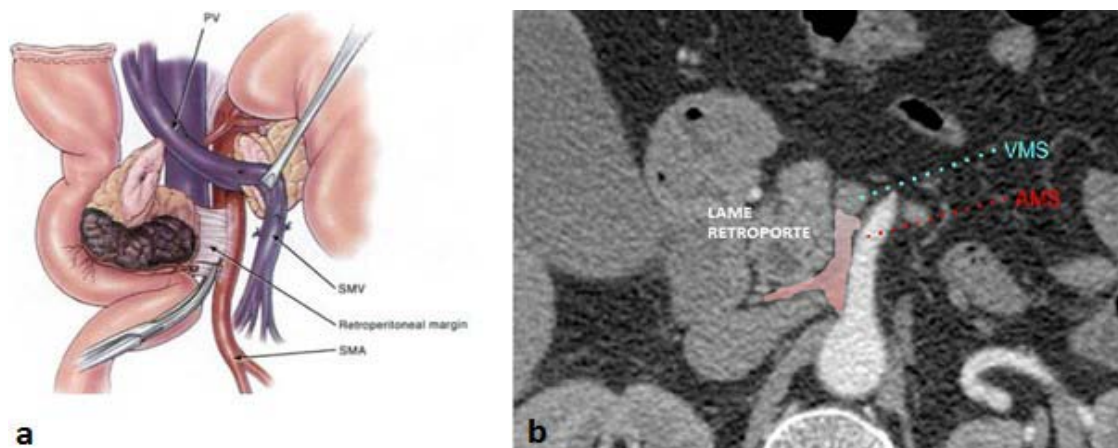 PV
SMV
Retroperitoneal margin
SMA
a
VMS
AMS
LAME
RETROPORTE
b